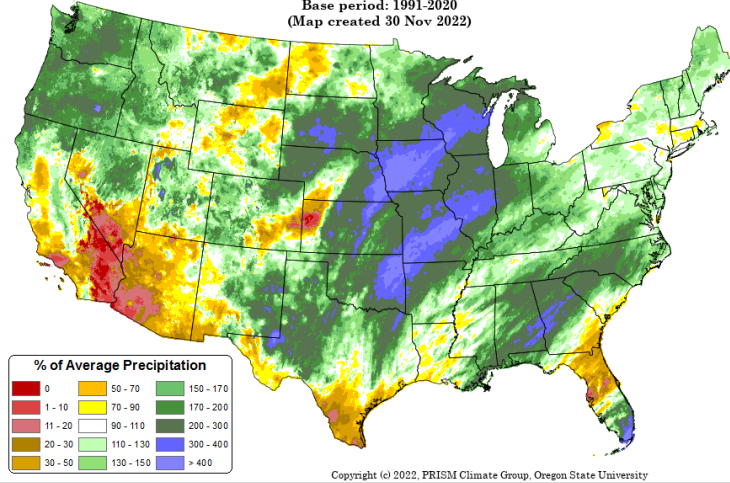 Base period: 1991-2020
(Map created 30 Nov 2022)
% of Average Precipitation
0
50 - 70
150 - 170
1 - 10
70 - 90
170 - 200
11 - 20
90 - 110
200 - 300
20 - 30
110 - 130
300 - 400
30 - 50
130 - 150
> 400
Copyright (c) 2022, PRISM Climate Group, Oregon State University